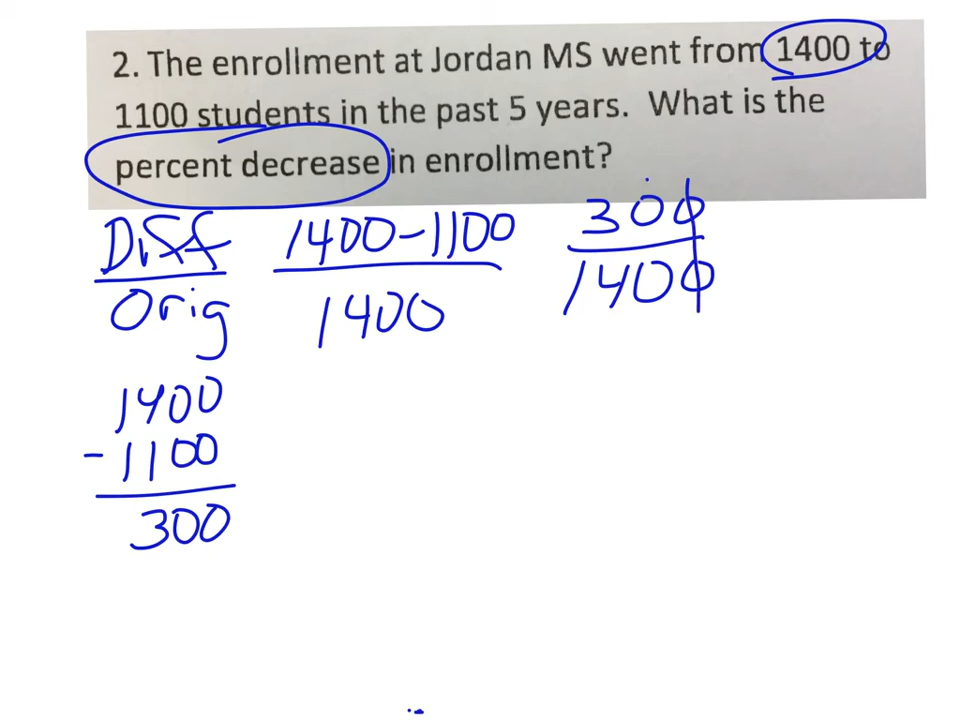 2. The enrollment at Jordan MS went from 1400 to
1100 students in the past 5 years. What is the
percent decrease in enrollment?
Diff 1400-1100 300
Orig 1400 1400
1400
-1100
300